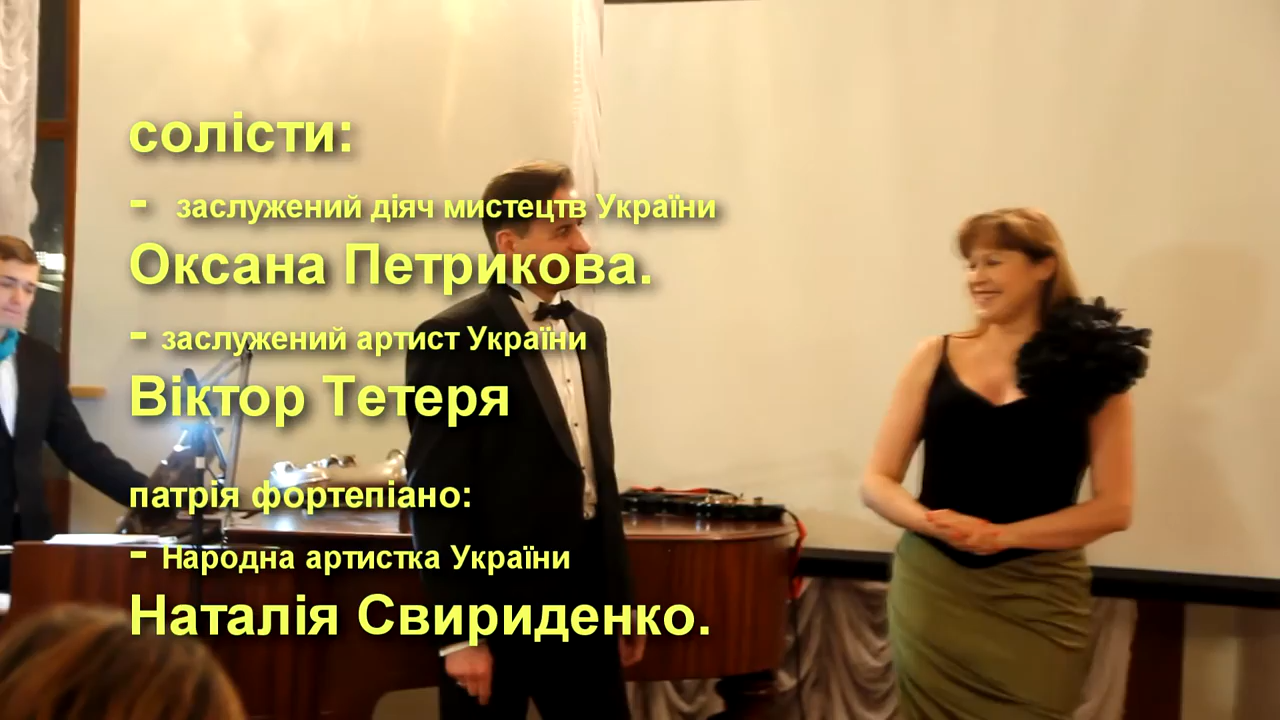 солісти:
- заслужений діяч мистецтв України
Оксана Петрикова.
- заслужений артист України
Віктор Тетеря
патрія фортепіано:
- Народна артистка України
Наталія Свириденко.